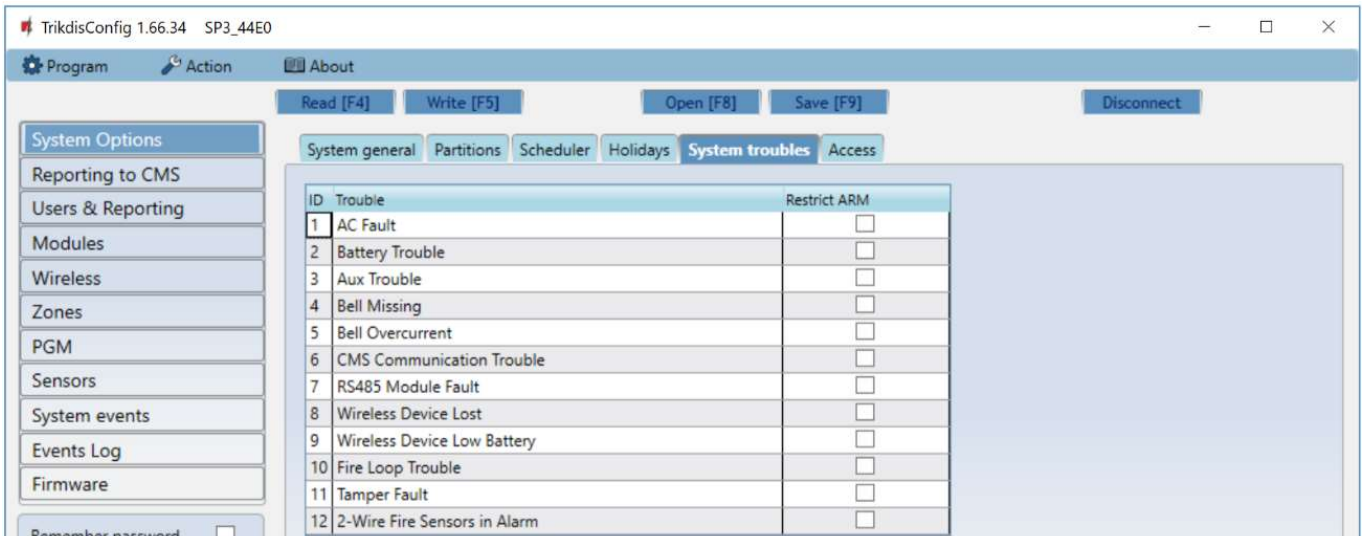 TrikdisConfig 1.66.34 SP3_44E0
Program Action About
Read [F4] Write [F5] Open [F8] Save [F9] Disconnect
System Options
Reporting to CMS
Users & Reporting
Modules
Wireless
Zones
PGM
Sensors
System events
Events Log
Firmware
Remember password
System general Partitions Scheduler Holidays System troubles Access
ID Trouble Restrict ARM
1 AC Fault
2 Battery Trouble
3 Aux Trouble
4 Bell Missing
5 Bell Overcurrent
6 CMS Communication Trouble
7 RS485 Module Fault
8 Wireless Device Lost
9 Wireless Device Low Battery
10 Fire Loop Trouble
11 Tamper Fault
12 2-Wire Fire Sensors in Alarm